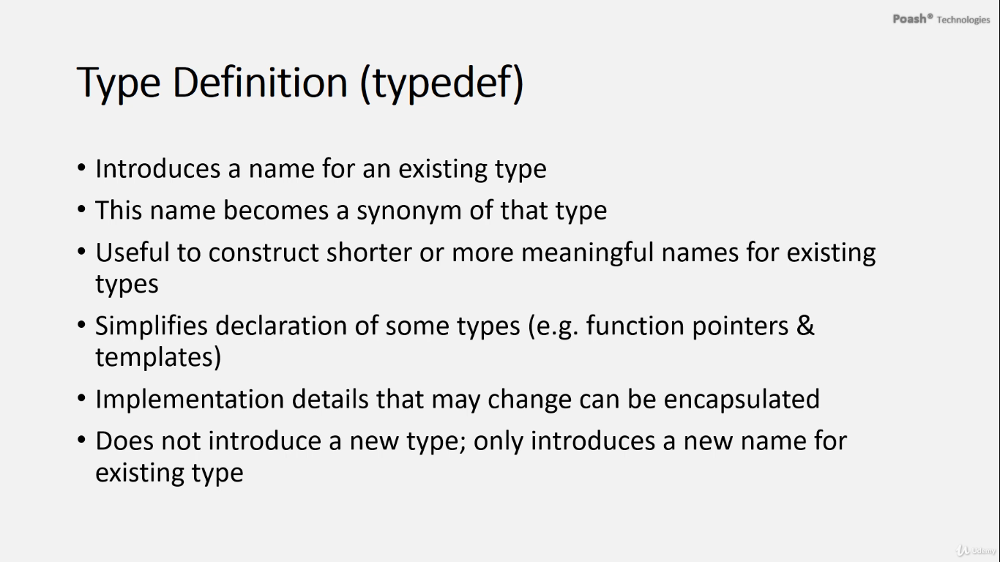 Poash® Technologies
Type Definition (typedef)
• Introduces a name for an existing type
• This name becomes a synonym of that type
• Useful to construct shorter or more meaningful names for existing
types
• Simplifies declaration of some types (e.g. function pointers &
templates)
• Implementation details that may change can be encapsulated
• Does not introduce a new type; only introduces a new name for
existing type
Udemy